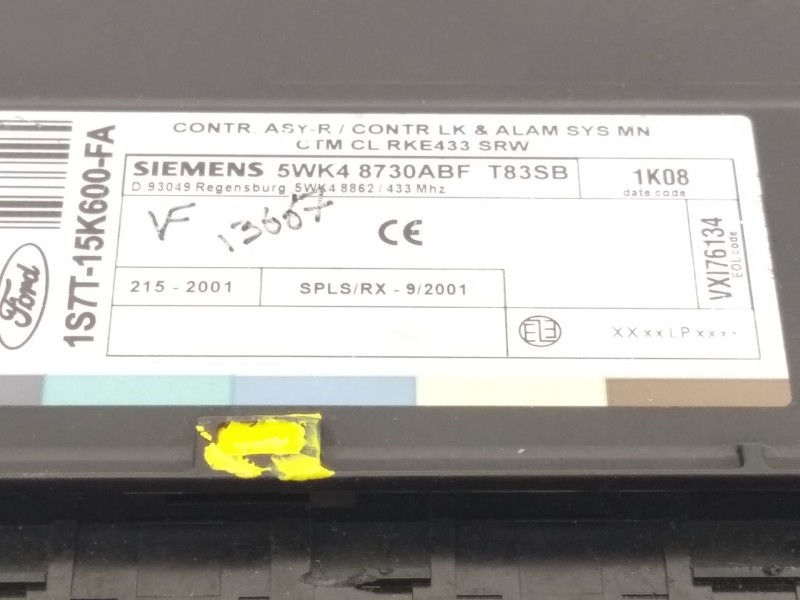 CONTR. ASY-R / CONTR LK & ALAM SYS MN
CTM CL RKE433 SRW
SIEMENS 5WK4 8730ABF T83SB
D 93049 Regensburg 5WK4 8862 / 433 Mhz
1K08
date code
VF 13667
CE
VXI76134
EOL code
215 - 2001
SPLS/RX - 9/2001
XXxxLPxxxx
Ford
1S7T-15K600-FA